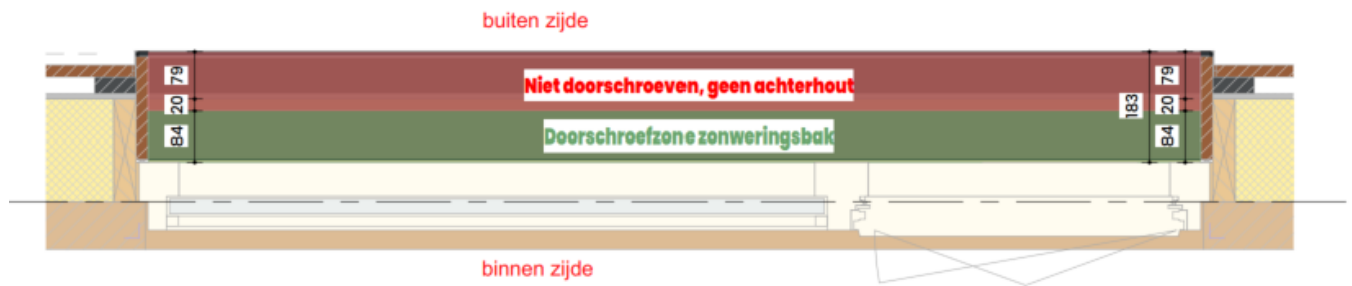 buiten zijde
79
20
84
Niet doorschroeven, geen achterhout
Doorschroefzone zonweringsbak
183
79
20
84
binnen zijde